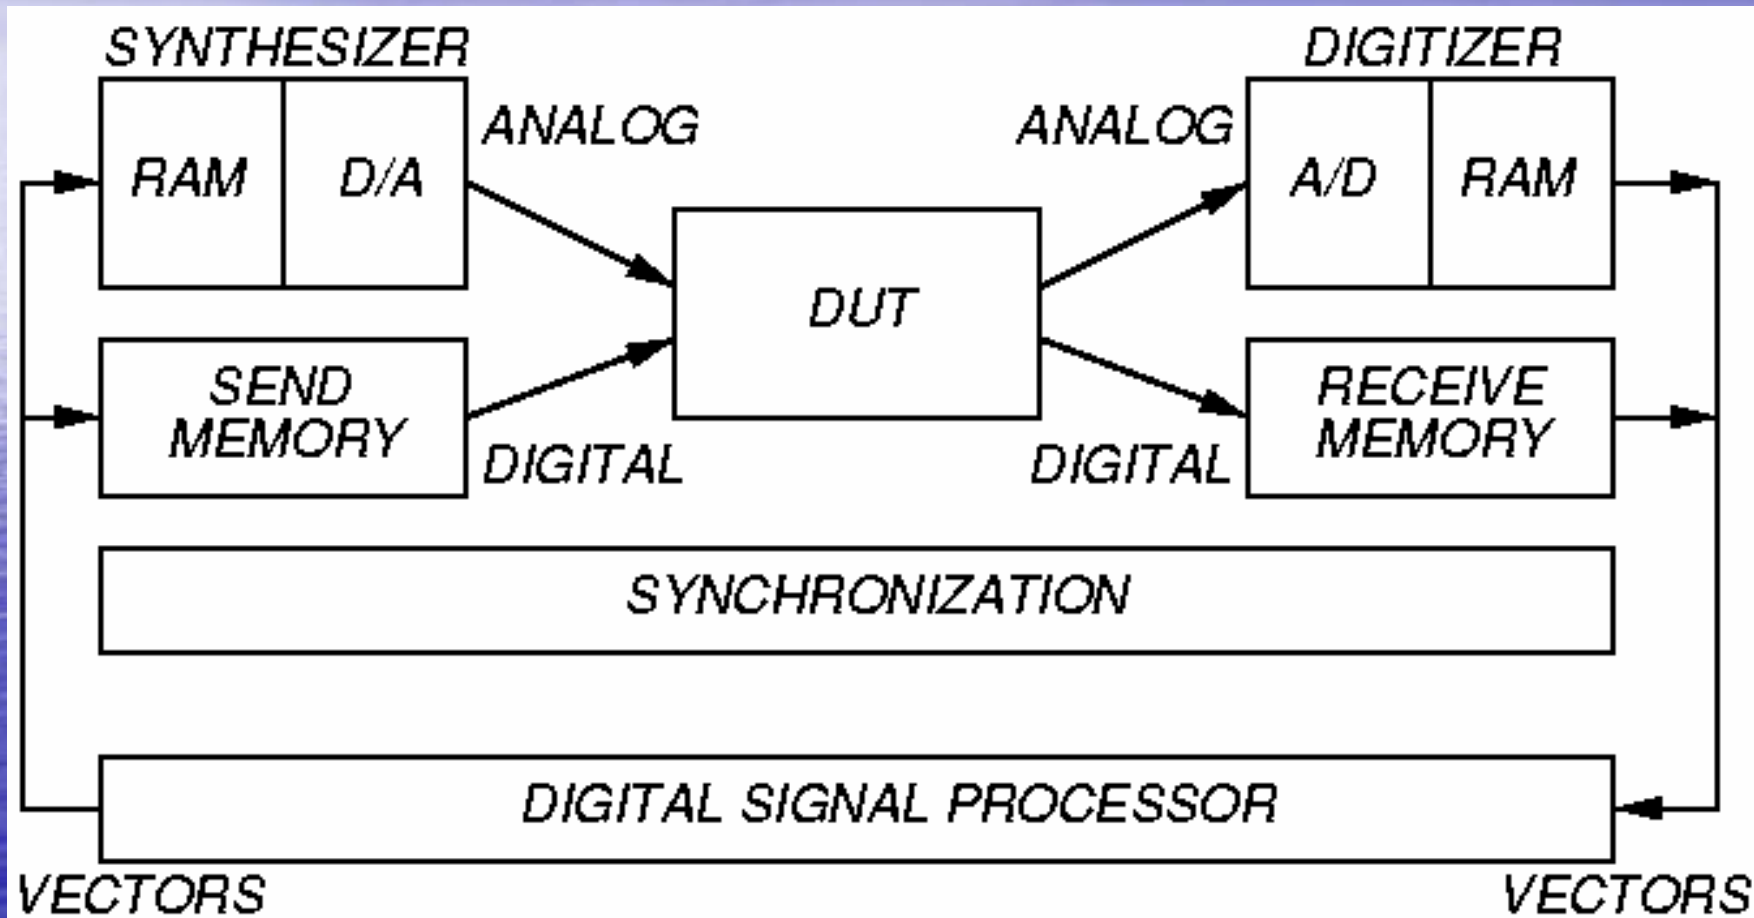 SYNTHESIZER
DIGITIZER
RAM
D/A
ANALOG
ANALOG
A/D
RAM
DUT
SEND
MEMORY
DIGITAL
DIGITAL
RECEIVE
MEMORY
SYNCHRONIZATION
DIGITAL SIGNAL PROCESSOR
VECTORS
VECTORS